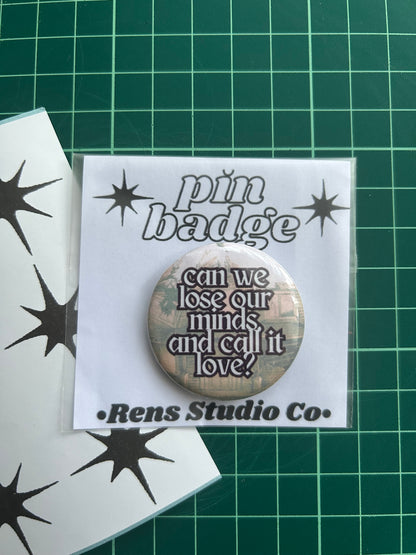 pin
badge
can we
lose our
minds
and call it
love?
•Rens Studio Co•